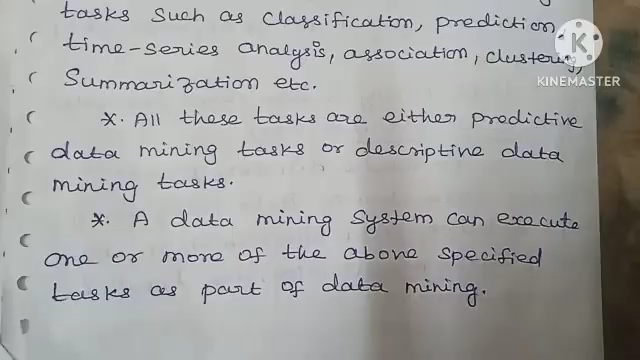 tasks such as classification, prediction
time-series analysis, association, clustering,
Summarization etc.
*. All these tasks are either predictive
data mining tasks or descriptive data
mining tasks.
*. A data mining system can execute
one or more of the above specified
tasks as part of data mining.
KINEMASTER